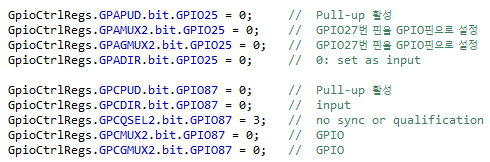 GpioCtrlRegs.GPAPUD.bit.GPIO25 = 0;    //  Pull-up 활성
GpioCtrlRegs.GPAMUX2.bit.GPIO25 = 0;   //  GPIO27번 핀을 GPIO핀으로 설정
GpioCtrlRegs.GPAGMUX2.bit.GPIO25 = 0;  //  GPIO27번 핀을 GPIO핀으로 설정
GpioCtrlRegs.GPADIR.bit.GPIO25 = 0;    //  0: set as input
GpioCtrlRegs.GPCPUD.bit.GPIO87 = 0;    //  Pull-up 활성
GpioCtrlRegs.GPCDIR.bit.GPIO87 = 0;    //  input
GpioCtrlRegs.GPCQSEL2.bit.GPIO87 = 3;  //  no sync or qualification
GpioCtrlRegs.GPCMUX2.bit.GPIO87 = 0;   //  GPIO
GpioCtrlRegs.GPCGMUX2.bit.GPIO87 = 0;  //  GPIO